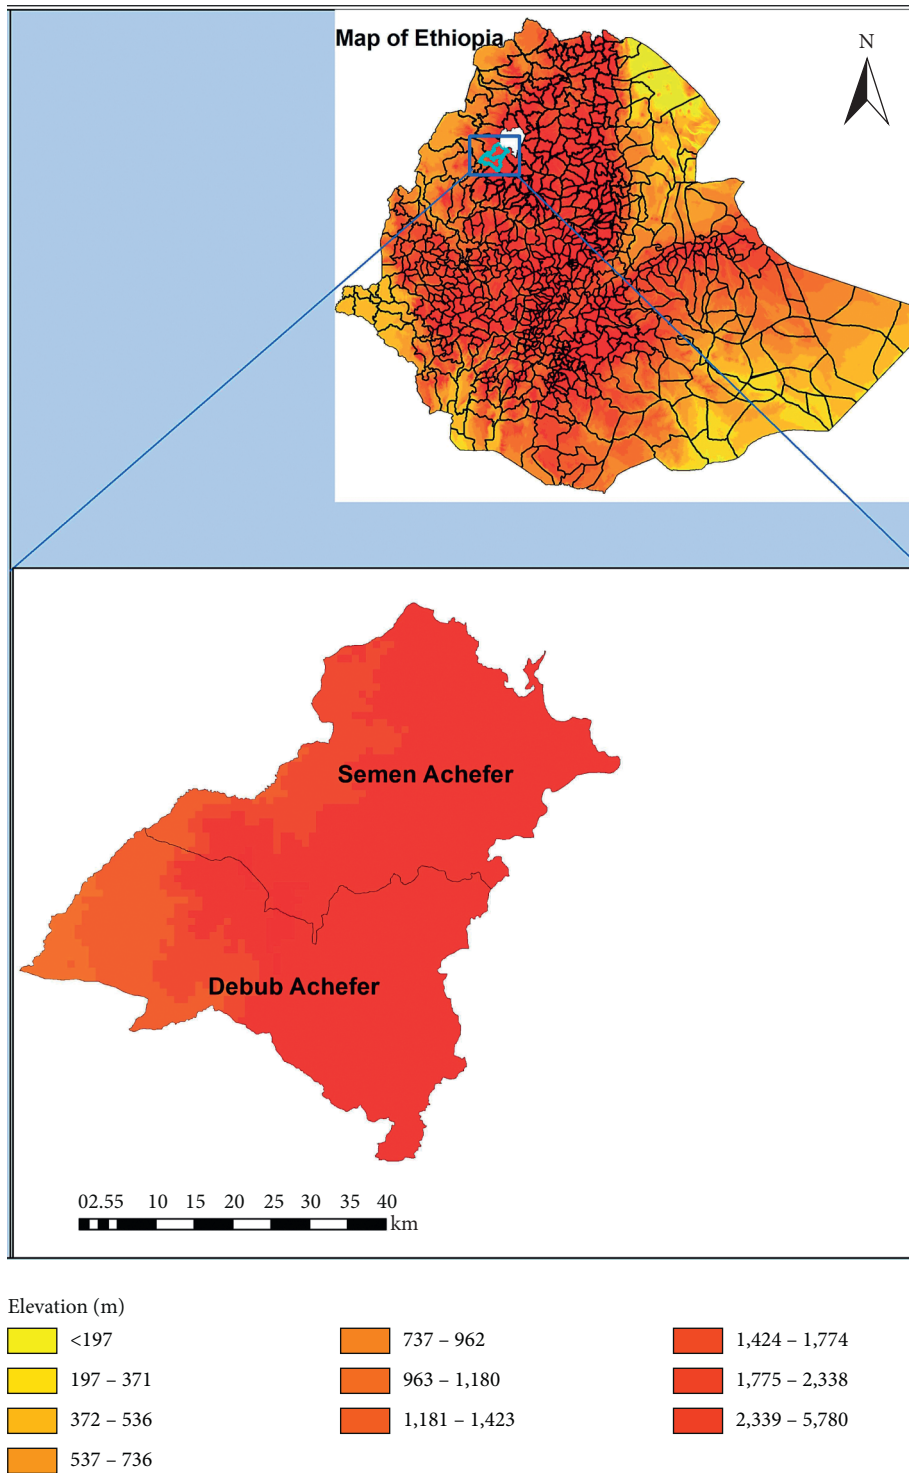 Map of Ethiopia
N
Semen Achefer
Debub Achefer
02.55 10 15 20 25 30 35 40
km
Elevation (m)
<197
197 – 371
372 – 536
537 – 736
737 – 962
963 – 1,180
1,181 – 1,423
1,424 – 1,774
1,775 – 2,338
2,339 – 5,780